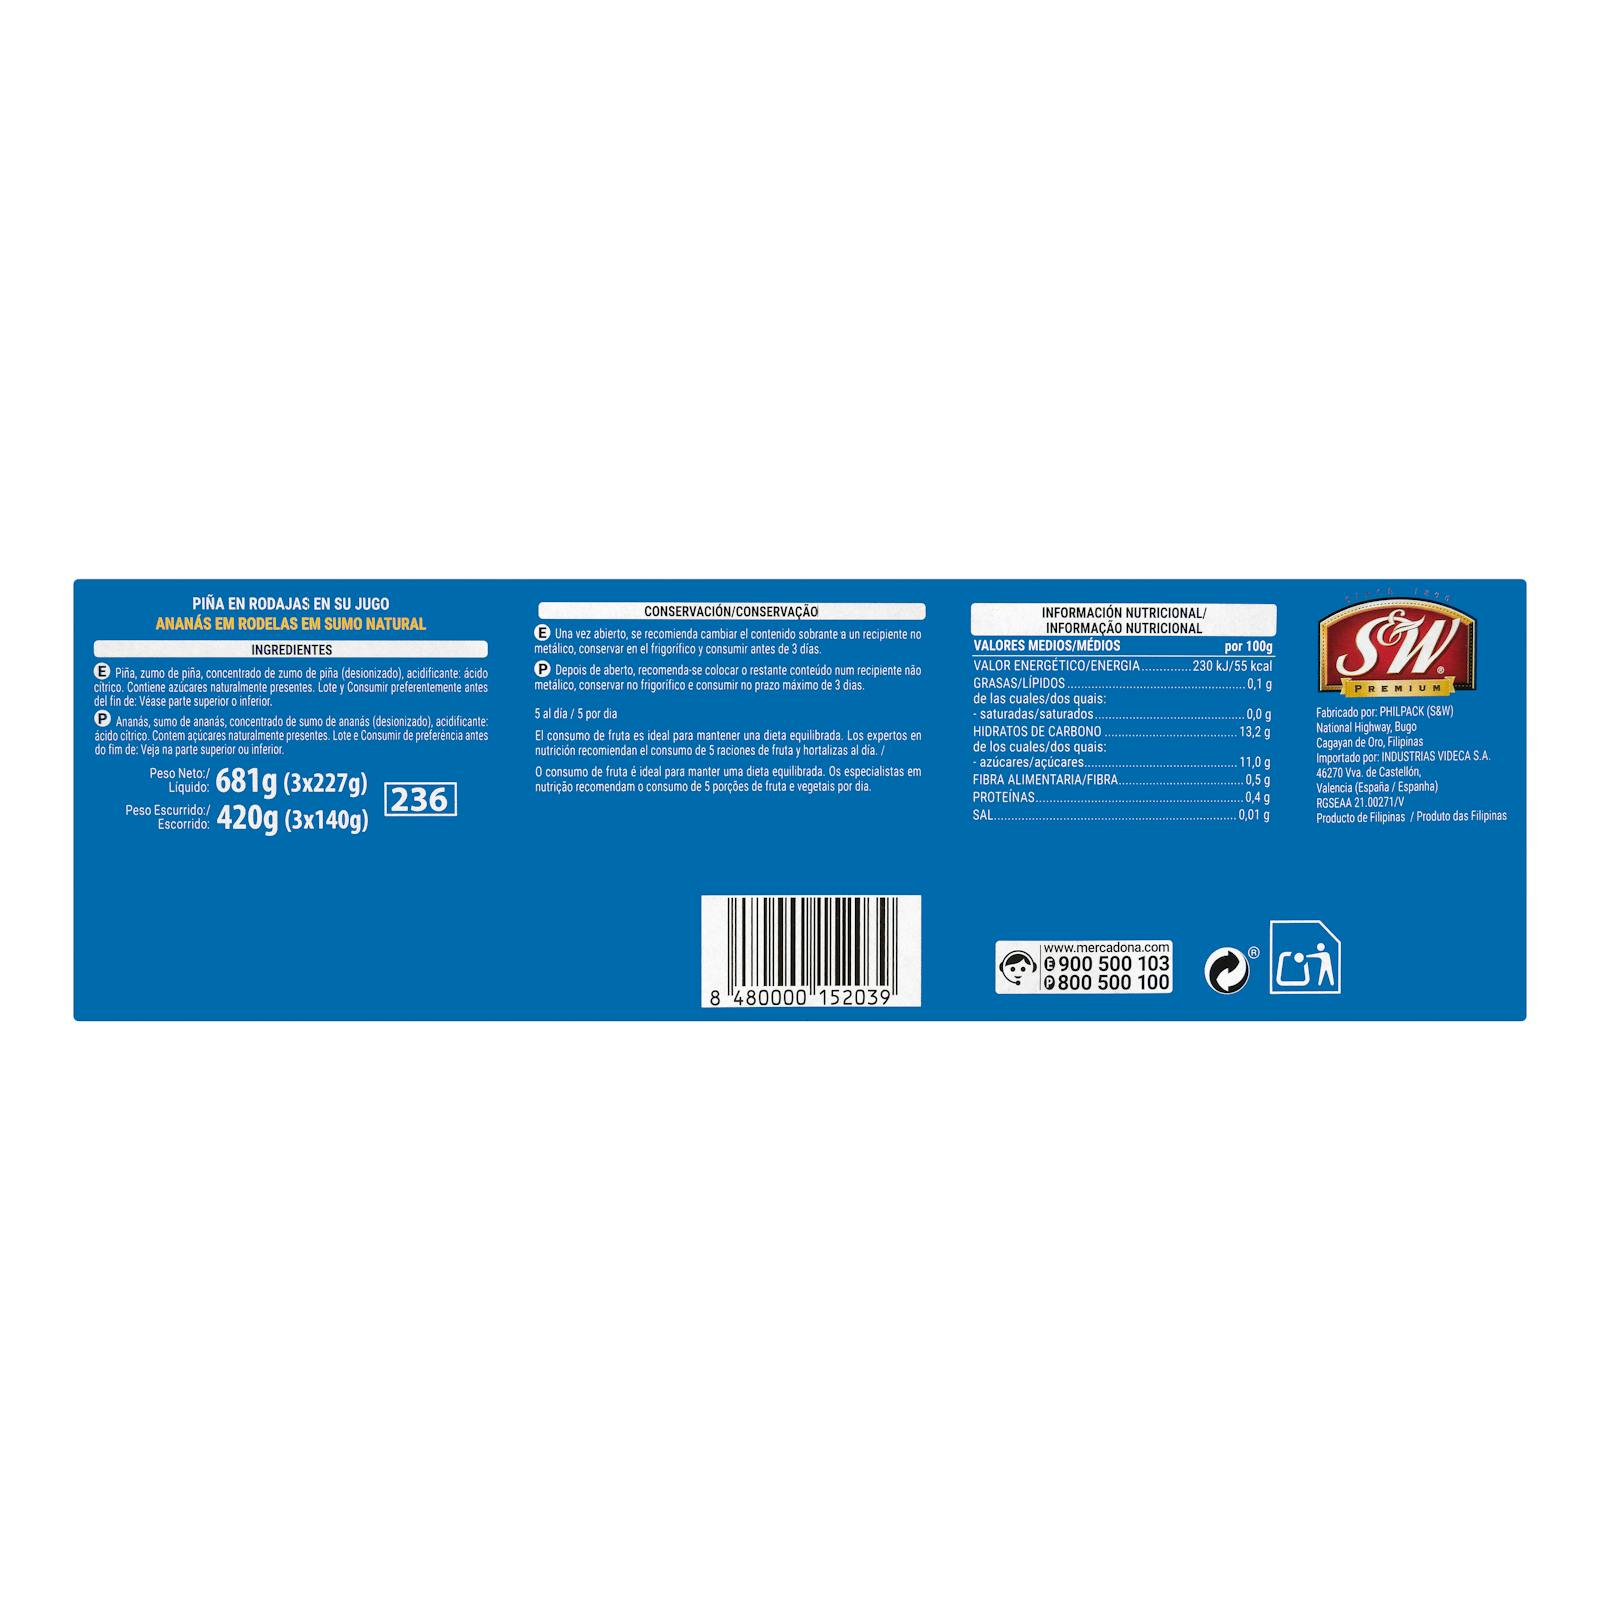 PIÑA EN RODAJAS EN SU JUGO
ANANÁS EM RODELAS EM SUMO NATURAL
INGREDIENTES
E Piña, zumo de piña, concentrado de zumo de piña (desionizado), acidificante: ácido
cítrico. Contiene azúcares naturalmente presentes. Lote y Consumir preferentemente antes
del fin de: Véase parte superior o inferior.
P Ananás, sumo de ananás, concentrado de sumo de ananás (desionizado), acidificante:
ácido cítrico. Contem açúcares naturalmente presentes. Lote e Consumir de preferência antes
do fim de: Veja na parte superior ou inferior.
Peso Neto:/
Líquido: 681g (3x227g)
Peso Escurrido:/
Escorrido: 420g (3x140g)
236
CONSERVACIÓN/CONSERVAÇÃO
E Una vez abierto, se recomienda cambiar el contenido sobrante a un recipiente no
metálico, conservar en el frigorífico y consumir antes de 3 días.
P Depois de aberto, recomenda-se colocar o restante conteúdo num recipiente não
metálico, conservar no frigorífico e consumir no prazo máximo de 3 dias.
5 al día / 5 por dia
El consumo de fruta es ideal para mantener una dieta equilibrada. Los expertos en
nutrición recomiendan el consumo de 5 raciones de fruta y hortalizas al día. /
O consumo de fruta é ideal para manter uma dieta equilibrada. Os especialistas em
nutrição recomendam o consumo de 5 porções de fruta e vegetais por dia.
8 480000 152039
INFORMACIÓN NUTRICIONAL/
INFORMAÇÃO NUTRICIONAL
VALORES MEDIOS/MÉDIOS por 100g
VALOR ENERGÉTICO/ENERGIA............230 kJ/55 kcal
GRASAS/LÍPIDOS..........0,1 g
de las cuales/dos quais:
- saturadas/saturados..........0,0 g
HIDRATOS DE CARBONO ..........13,2 g
de los cuales/dos quais:
- azúcares/açúcares..........11,0 g
FIBRA ALIMENTARIA/FIBRA..........0,5 g
PROTEÍNAS..........0,4 g
SAL..........0,01 g
www.mercadona.com
E 900 500 103
P 800 500 100
®
S&W®
PREMIUM
Fabricado por: PHILPACK (S&W)
National Highway, Bugo
Cagayan de Oro, Filipinas
Importado por: INDUSTRIAS VIDECA S.A.
46270 Vva. de Castellón,
Valencia (España / Espanha)
RGSEAA 21.00271/V
Producto de Filipinas / Produto das Filipinas